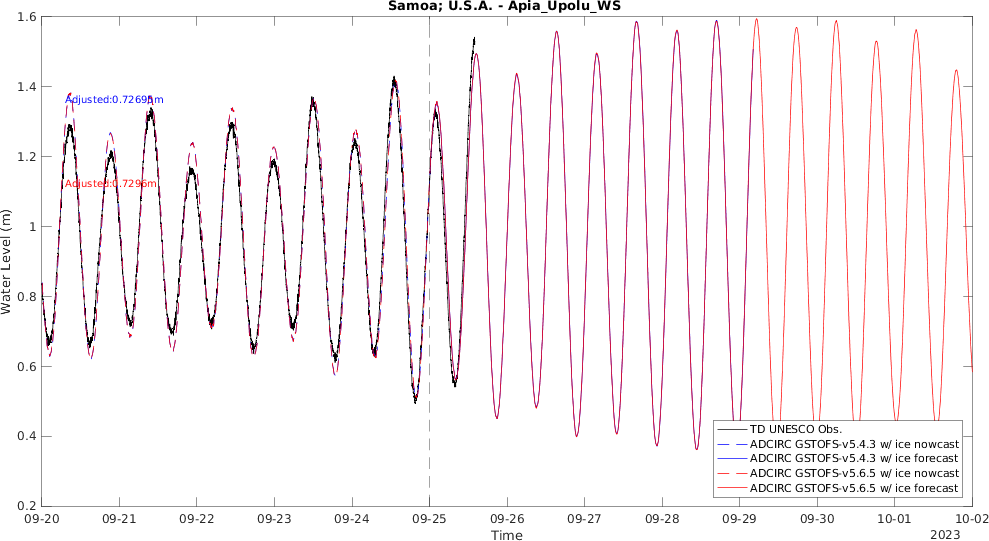 Samoa; U.S.A. - Apia_Upolu_WS
1.6
1.4
1.2
1
0.8
0.6
0.4
0.2
Water Level (m)
Adjusted:0.72695m
Adjusted:0.7296m
TD UNESCO Obs.
ADCIRC GSTOFS-v5.4.3 w/ ice nowcast
ADCIRC GSTOFS-v5.4.3 w/ ice forecast
ADCIRC GSTOFS-v5.6.5 w/ ice nowcast
ADCIRC GSTOFS-v5.6.5 w/ ice forecast
09-20 09-21 09-22 09-23 09-24 09-25 09-26 09-27 09-28 09-29 09-30 10-01 10-02
Time
2023